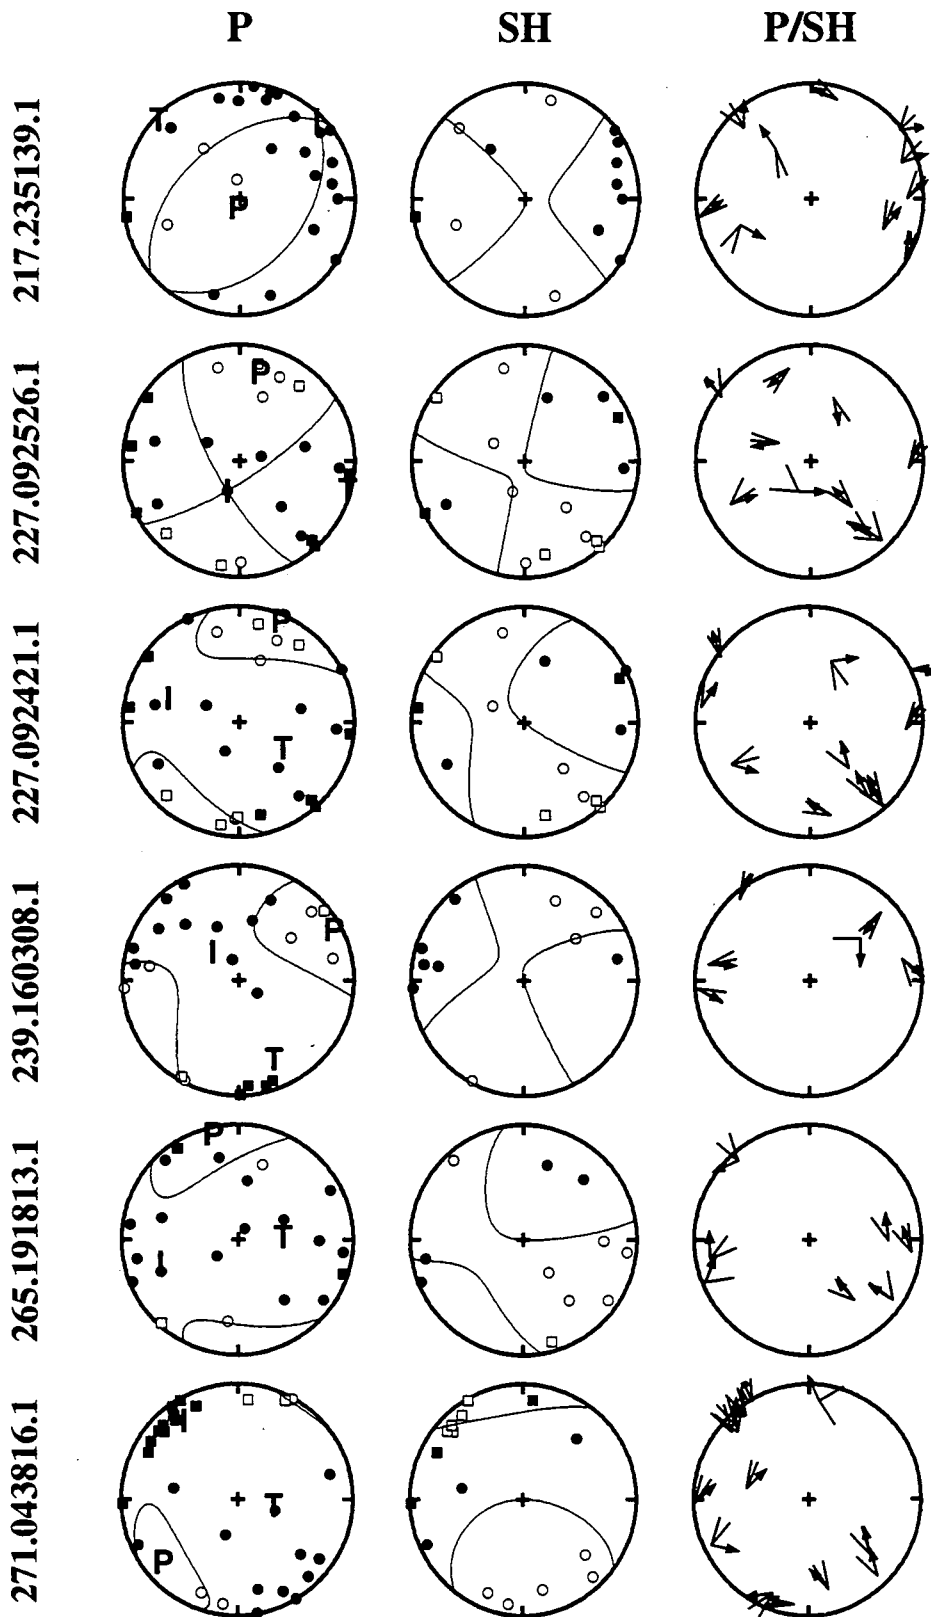 P SH P/SH
217.235139.1
T
P
227.092526.1
P
227.092421.1
P
I
T
239.160308.1
P
I
T
265.191813.1
P
T
I
271.043816.1
I
T
P